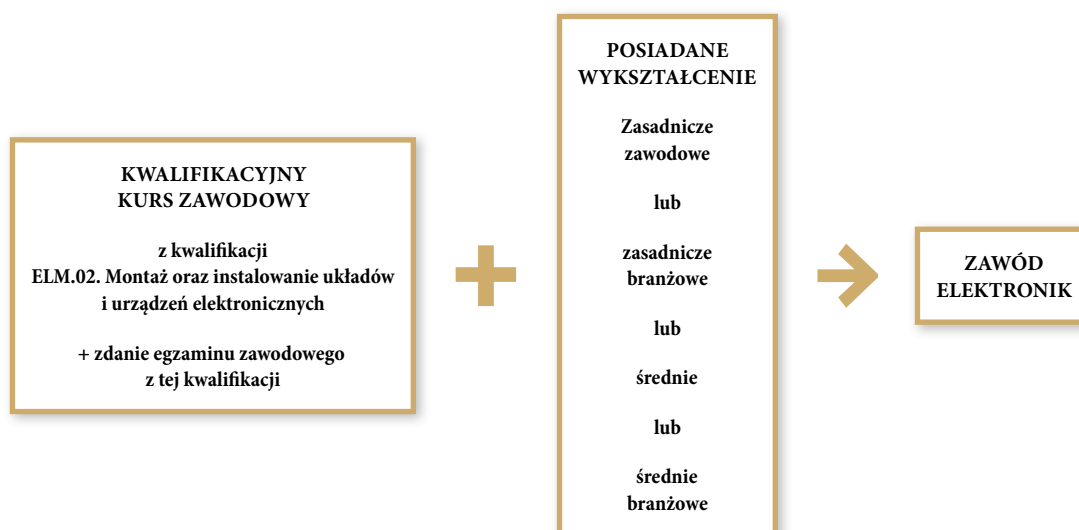 KWALIFIKACYJNY
KURS ZAWODOWY
z kwalifikacji
ELM.02. Montaż oraz instalowanie układów
i urządzeń elektronicznych
+ zdanie egzaminu zawodowego
z tej kwalifikacji
POSIADANE
WYKSZTAŁCENIE
Zasadnicze
zawodowe
lub
zasadnicze
branżowe
lub
średnie
lub
średnie
branżowe
ZAWÓD
ELEKTRONIK